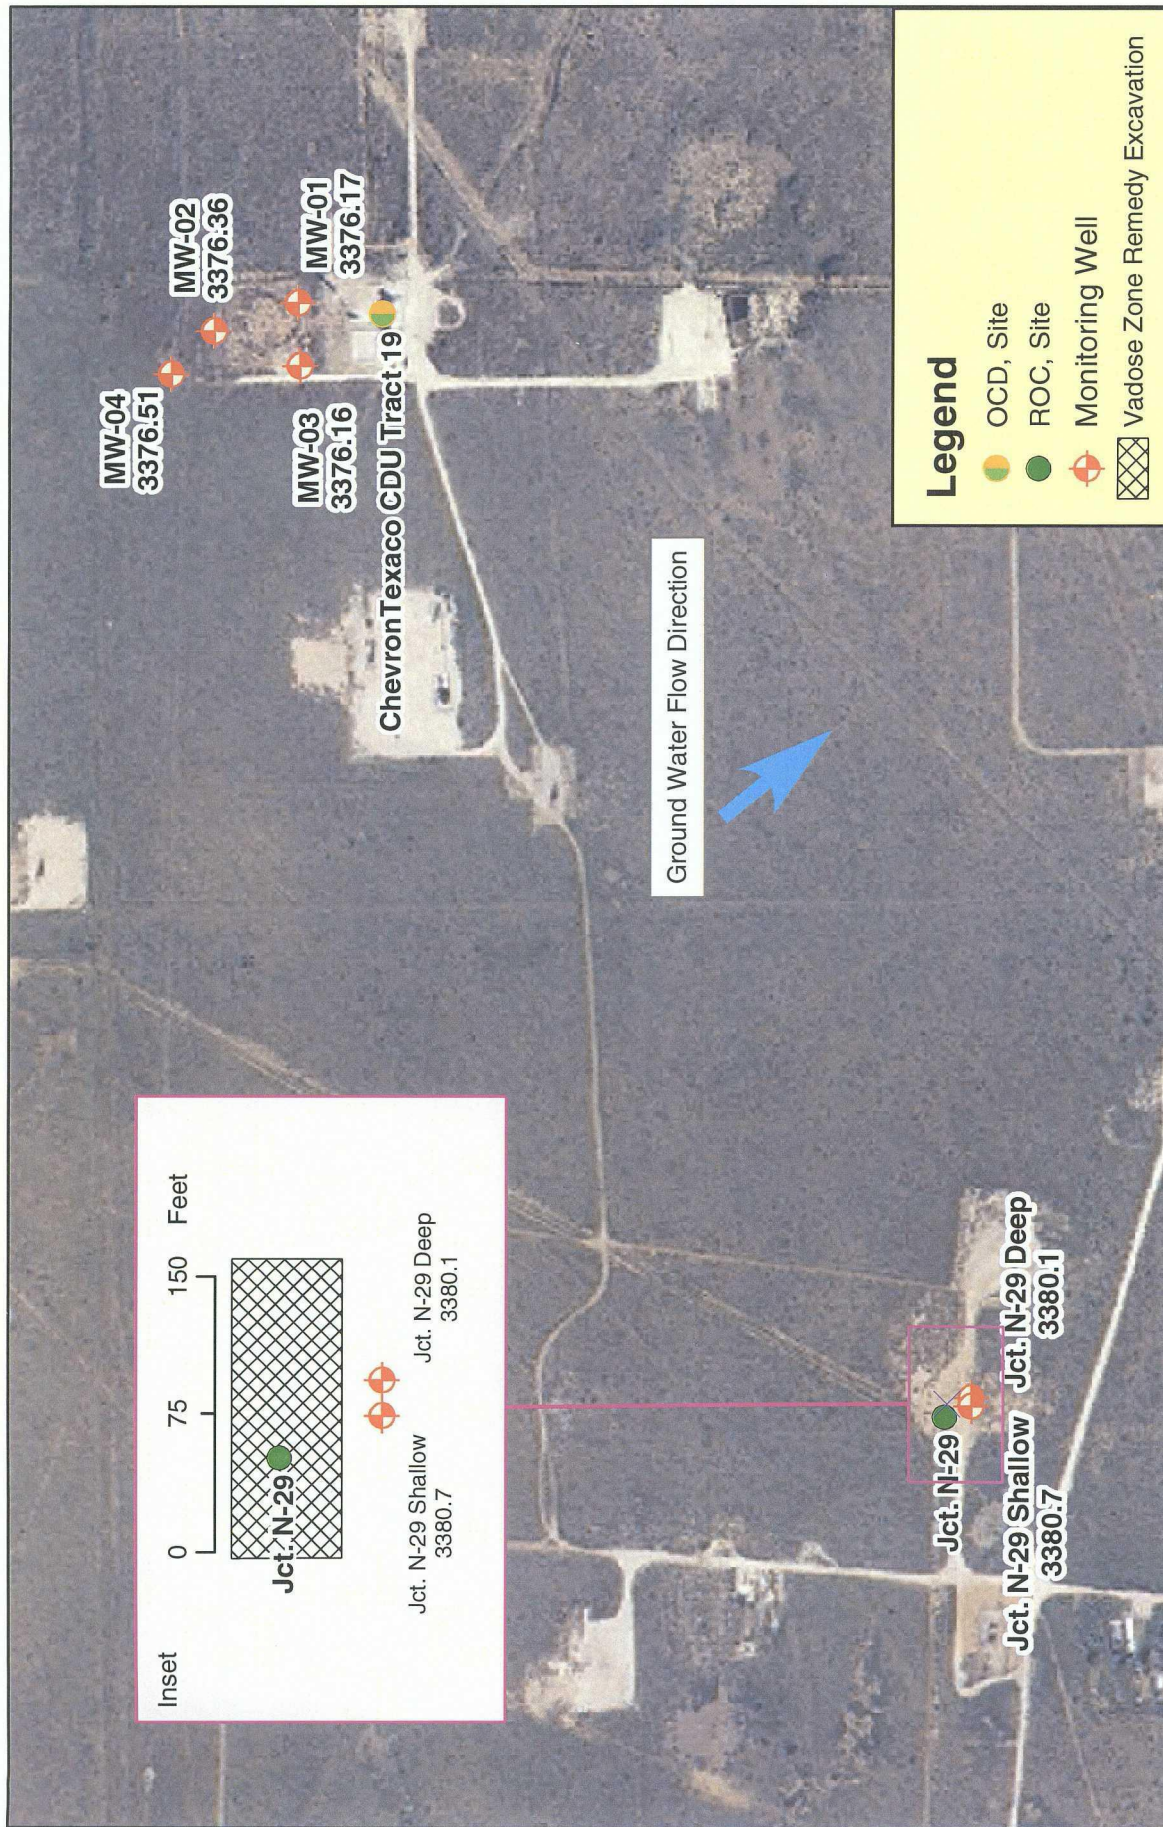 Inset
0 75 150 Feet
Jct. N-29
Jct. N-29 Shallow
3380.7
Jct. N-29 Deep
3380.1
MW-04
3376.51
MW-02
3376.36
MW-03
3376.16
MW-01
3376.17
ChevronTexaco CDU Tract 19
Ground Water Flow Direction
Jct. N-29
Jct. N-29 Shallow
3380.7
Jct. N-29 Deep
3380.1
Legend
OCD, Site
ROC, Site
Monitoring Well
Vadose Zone Remedy Excavation